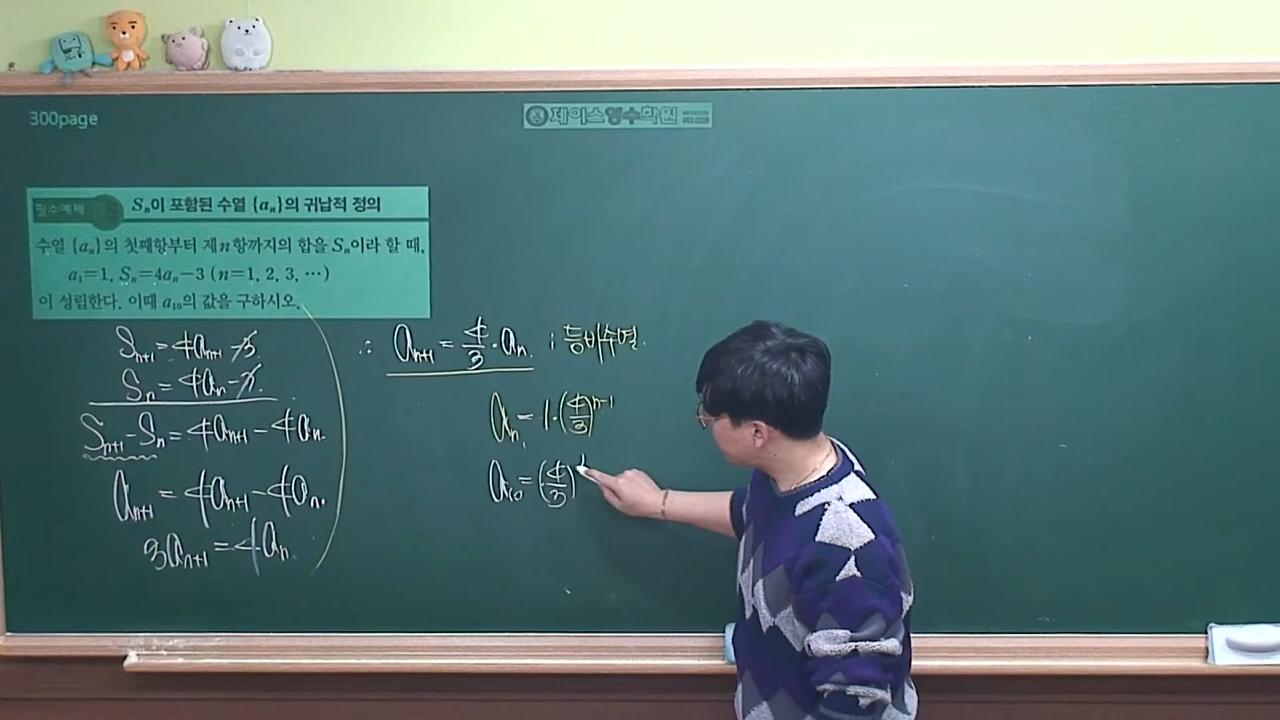 300page
제이스영수학원
필수예제
Sₙ이 포함된 수열 {aₙ}의 귀납적 정의
수열 {aₙ}의 첫째항부터 제n항까지의 합을 Sₙ이라 할 때,
a₁=1, Sₙ=4aₙ-3 (n=1, 2, 3, ⋯)
이 성립한다. 이때 a₁₀의 값을 구하시오.
Sₙ₊₁ = 4aₙ₊₁ - 3
Sₙ = 4aₙ - 3
Sₙ₊₁ - Sₙ = 4aₙ₊₁ - 4aₙ
aₙ₊₁ = 4aₙ₊₁ - 4aₙ
3aₙ₊₁ = 4aₙ
∴ aₙ₊₁ = 4/3 · aₙ ; 등비수열
aₙ = 1·(4/3)ⁿ⁻¹
a₁₀ = (4/3)